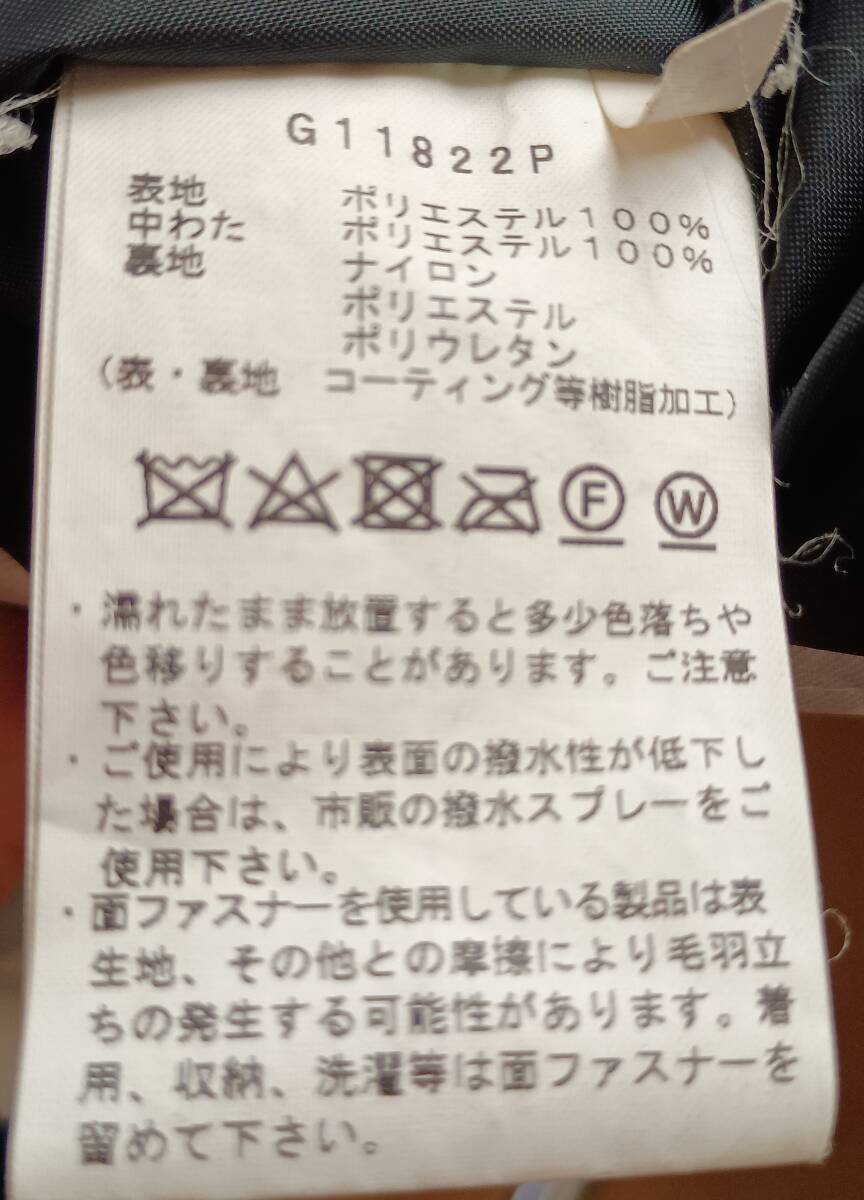 G11822P
表地 ポリエステル100%
中わた ポリエステル100%
裏地 ナイロン
ポリエステル
ポリウレタン
(表・裏地 コーティング等樹脂加工)
F W
・濡れたまま放置すると多少色落ちや
色移りすることがあります。ご注意
下さい。
・ご使用により表面の撥水性が低下し
た場合は、市販の撥水スプレーをご
使用下さい。
・面ファスナーを使用している製品は表
生地、その他との摩擦により毛羽立
ちの発生する可能性があります。着
用、収納、洗濯等は面ファスナーを
留めて下さい。